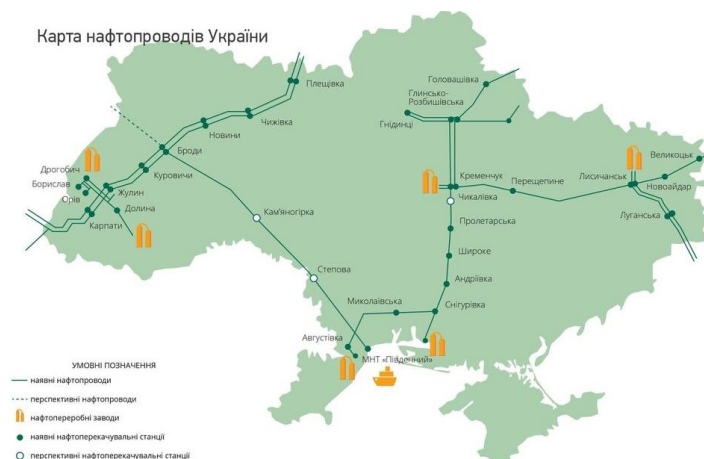 Карта нафтопроводів України
Плещівка
Чижівка
Новини
Броди
Куровичі
Дрогобич
Борислав
Орів
Жулин
Долина
Карпати
Кам'яногірка
Степова
Головашівка
Глинсько-
Розбишівська
Гнідинці
Кременчук
Чикалівка
Перещепине
Лисичанськ
Великоцьк
Новоайдар
Луганська
Пролетарська
Широке
Андріївка
Снігурівка
Миколаївська
Августівка
МНТ «Південний»
УМОВНІ ПОЗНАЧЕННЯ
наявні нафтопроводи
перспективні нафтопроводи
нафтопереробні заводи
наявні нафтоперекачувальні станції
перспективні нафтоперекачувальні станції